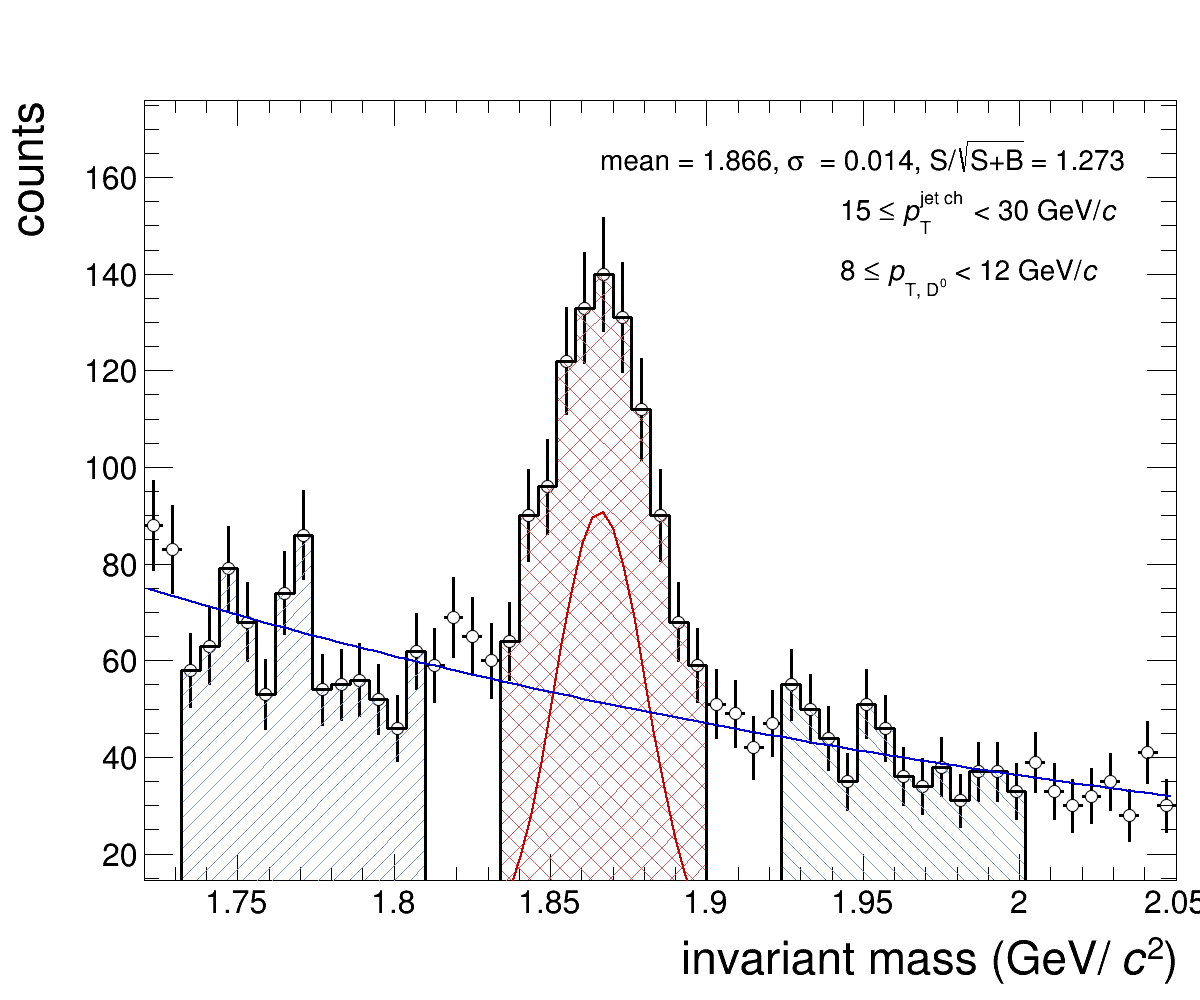 counts
mean = 1.866, σ = 0.014, S/√S+B = 1.273
15 ≤ p_T^jet ch < 30 GeV/c
8 ≤ p_T, D⁰ < 12 GeV/c
160
140
120
100
80
60
40
20
1.75 1.8 1.85 1.9 1.95 2 2.05
invariant mass (GeV/ c²)